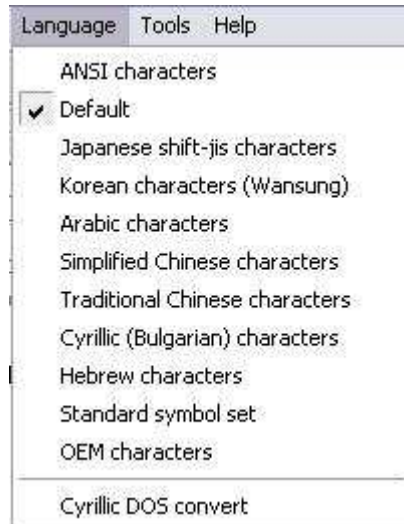 Language Tools Help
ANSI characters
Default
Japanese shift-jis characters
Korean characters (Wansung)
Arabic characters
Simplified Chinese characters
Traditional Chinese characters
Cyrillic (Bulgarian) characters
Hebrew characters
Standard symbol set
OEM characters
Cyrillic DOS convert